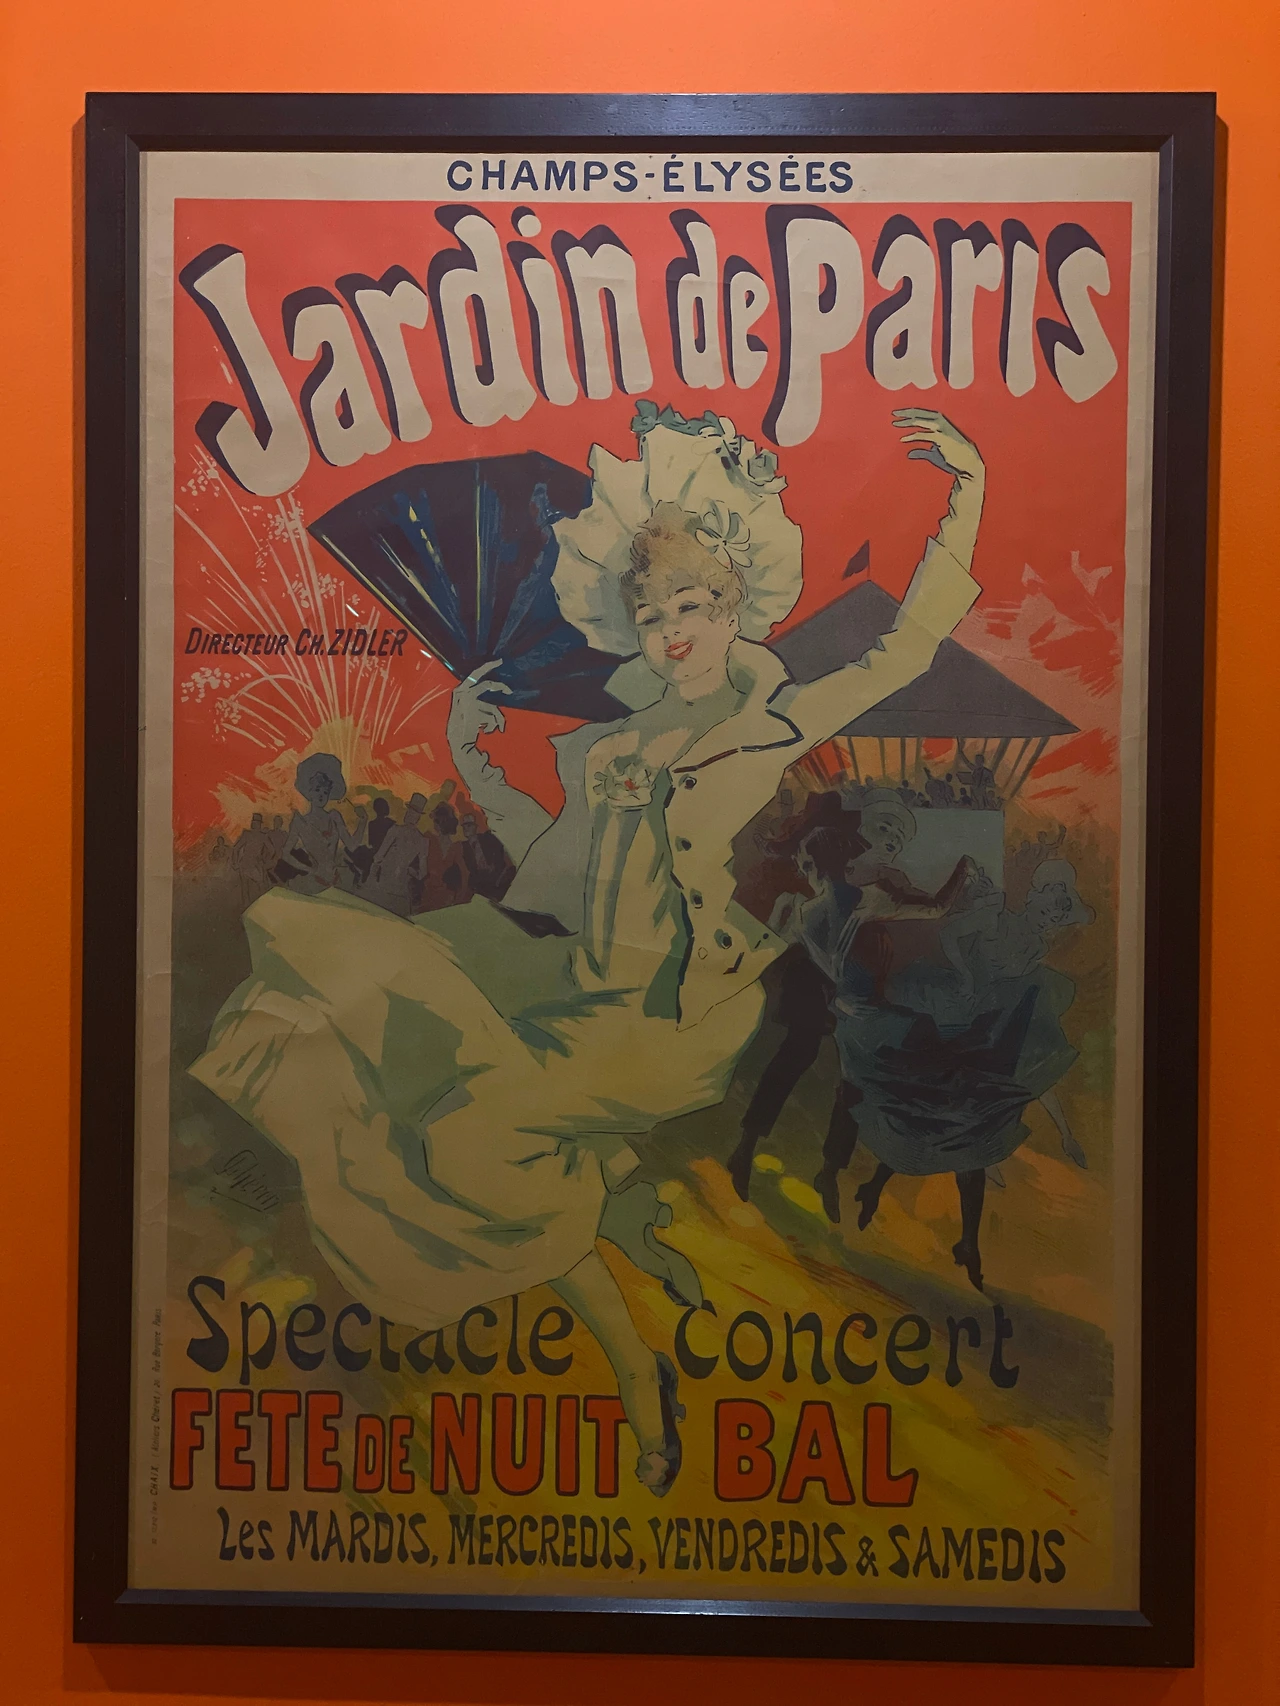 CHAMPS-ÉLYSÉES
Jardin de Paris
DIRECTEUR CH. ZIDLER
Spectacle Concert
FETE DE NUIT BAL
Les MARDIS, MERCREDIS, VENDREDIS & SAMEDIS
CHAIX